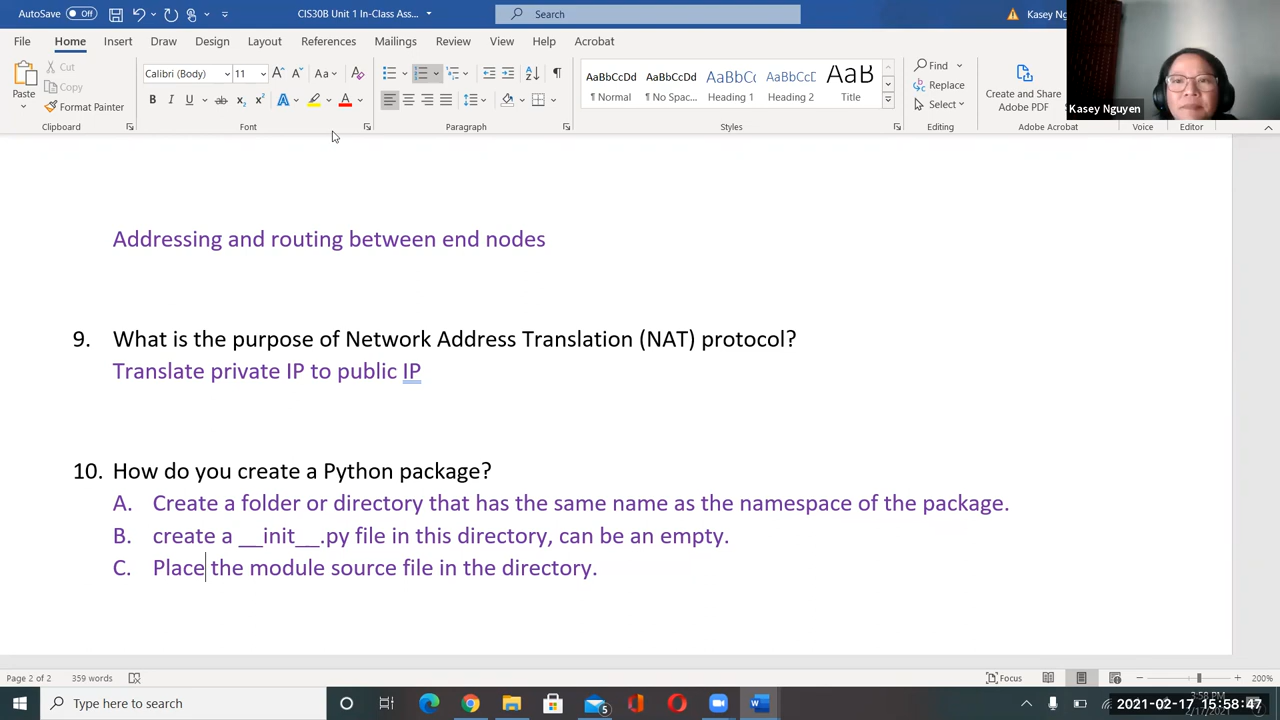 AutoSave Off CIS30B Unit 1 In-Class Ass... Search Kasey Ng
File Home Insert Draw Design Layout References Mailings Review View Help Acrobat
Paste Cut Copy Format Painter
Calibri (Body) 11 Aa
AaBbCcDd AaBbCcDd AaBbCc AaBbCcD AaB
¶ Normal ¶ No Spac... Heading 1 Heading 2 Title
Find Replace Select
Create and Share Adobe PDF
Kasey Nguyen
Clipboard Font Paragraph Styles Editing Adobe Acrobat Voice Editor
Addressing and routing between end nodes
9. What is the purpose of Network Address Translation (NAT) protocol?
Translate private IP to public IP
10. How do you create a Python package?
A. Create a folder or directory that has the same name as the namespace of the package.
B. create a __init__.py file in this directory, can be an empty.
C. Place the module source file in the directory.
Page 2 of 2 359 words Focus 200%
Type here to search 5 3:58 PM
2021-02-17 15:58:47